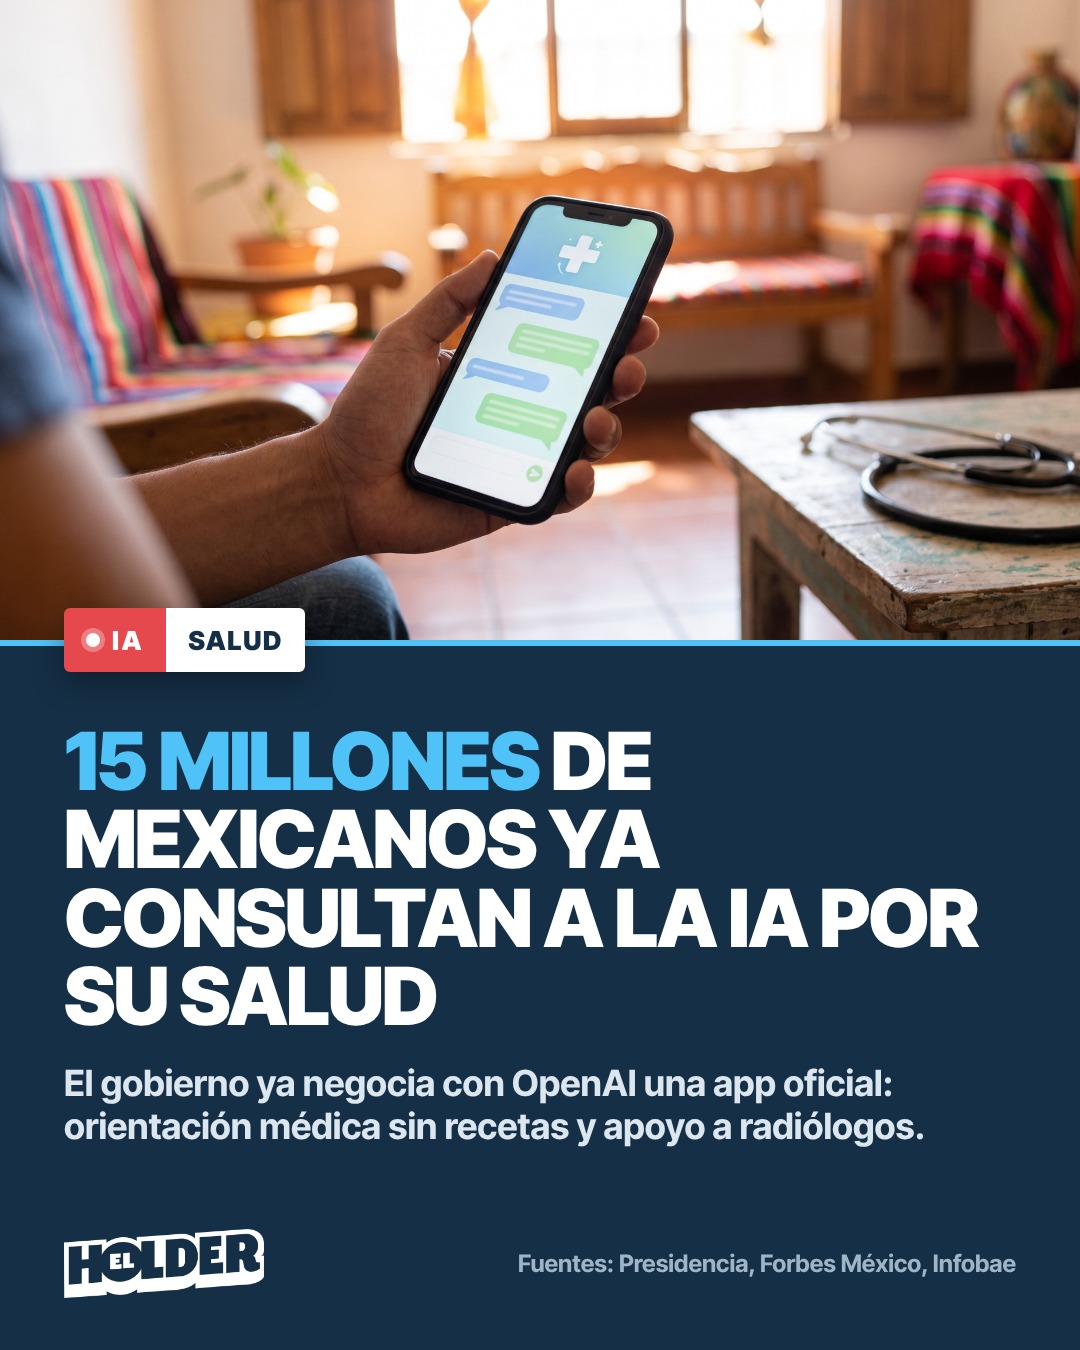 IA
SALUD
15 MILLONES DE
MEXICANOS YA
CONSULTAN A LA IA POR
SU SALUD
El gobierno ya negocia con OpenAI una app oficial:
orientación médica sin recetas y apoyo a radiólogos.
EL HOLDER
Fuentes: Presidencia, Forbes México, Infobae